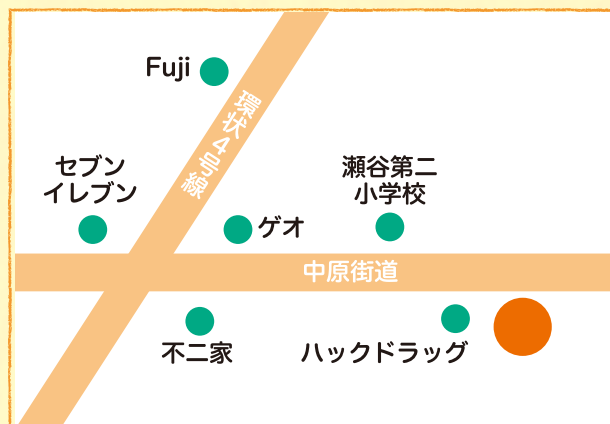 Fuji
環状4号線
セブン
イレブン
ゲオ
瀬谷第二
小学校
中原街道
不二家
ハックドラッグ